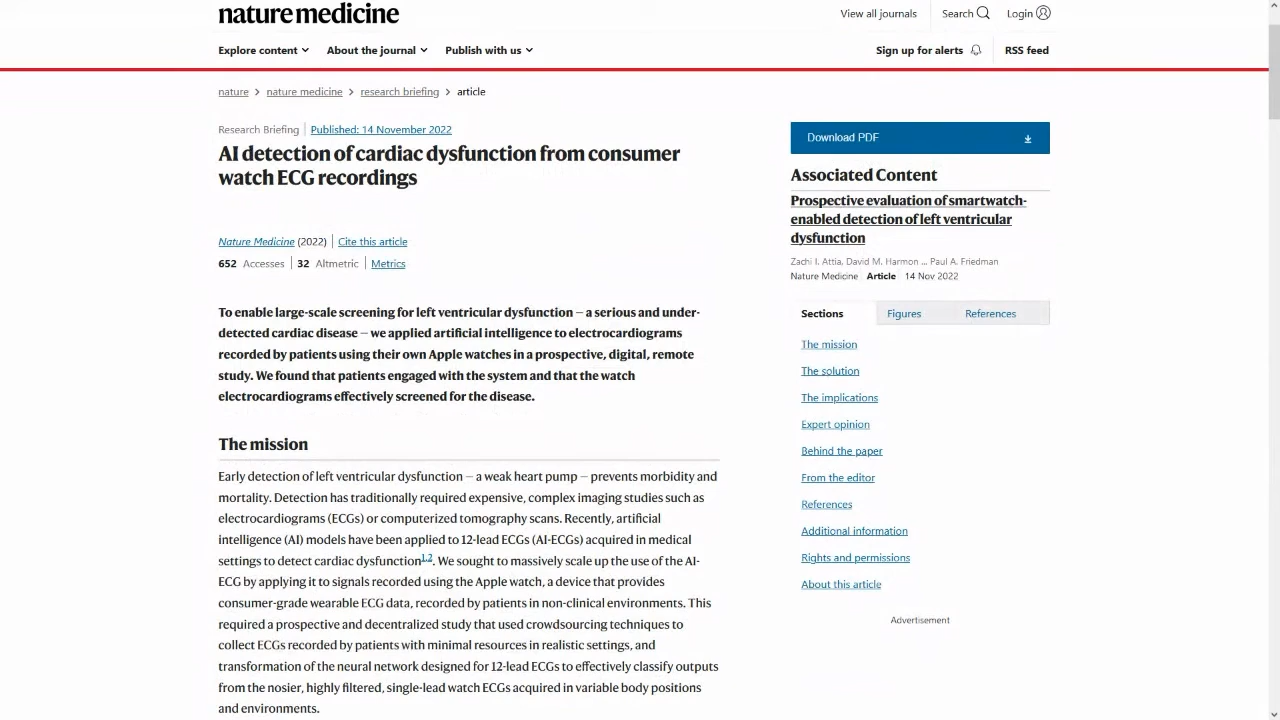 nature medicine
View all journals
Search
Login
Explore content
About the journal
Publish with us
Sign up for alerts
RSS feed
nature > nature medicine > research briefing > article
Research Briefing | Published: 14 November 2022
AI detection of cardiac dysfunction from consumer
watch ECG recordings
Nature Medicine (2022) | Cite this article
652 Accesses | 32 Altmetric | Metrics
To enable large-scale screening for left ventricular dysfunction — a serious and under-
detected cardiac disease — we applied artificial intelligence to electrocardiograms
recorded by patients using their own Apple watches in a prospective, digital, remote
study. We found that patients engaged with the system and that the watch
electrocardiograms effectively screened for the disease.
The mission
Early detection of left ventricular dysfunction — a weak heart pump — prevents morbidity and
mortality. Detection has traditionally required expensive, complex imaging studies such as
electrocardiograms (ECGs) or computerized tomography scans. Recently, artificial
intelligence (AI) models have been applied to 12-lead ECGs (AI-ECGs) acquired in medical
settings to detect cardiac dysfunction1,2. We sought to massively scale up the use of the AI-
ECG by applying it to signals recorded using the Apple watch, a device that provides
consumer-grade wearable ECG data, recorded by patients in non-clinical environments. This
required a prospective and decentralized study that used crowdsourcing techniques to
collect ECGs recorded by patients with minimal resources in realistic settings, and
transformation of the neural network designed for 12-lead ECGs to effectively classify outputs
from the nosier, highly filtered, single-lead watch ECGs acquired in variable body positions
and environments.
Download PDF
Associated Content
Prospective evaluation of smartwatch-
enabled detection of left ventricular
dysfunction
Zachi I. Attia, David M. Harmon ... Paul A. Friedman
Nature Medicine Article 14 Nov 2022
Sections
Figures
References
The mission
The solution
The implications
Expert opinion
Behind the paper
From the editor
References
Additional information
Rights and permissions
About this article
Advertisement